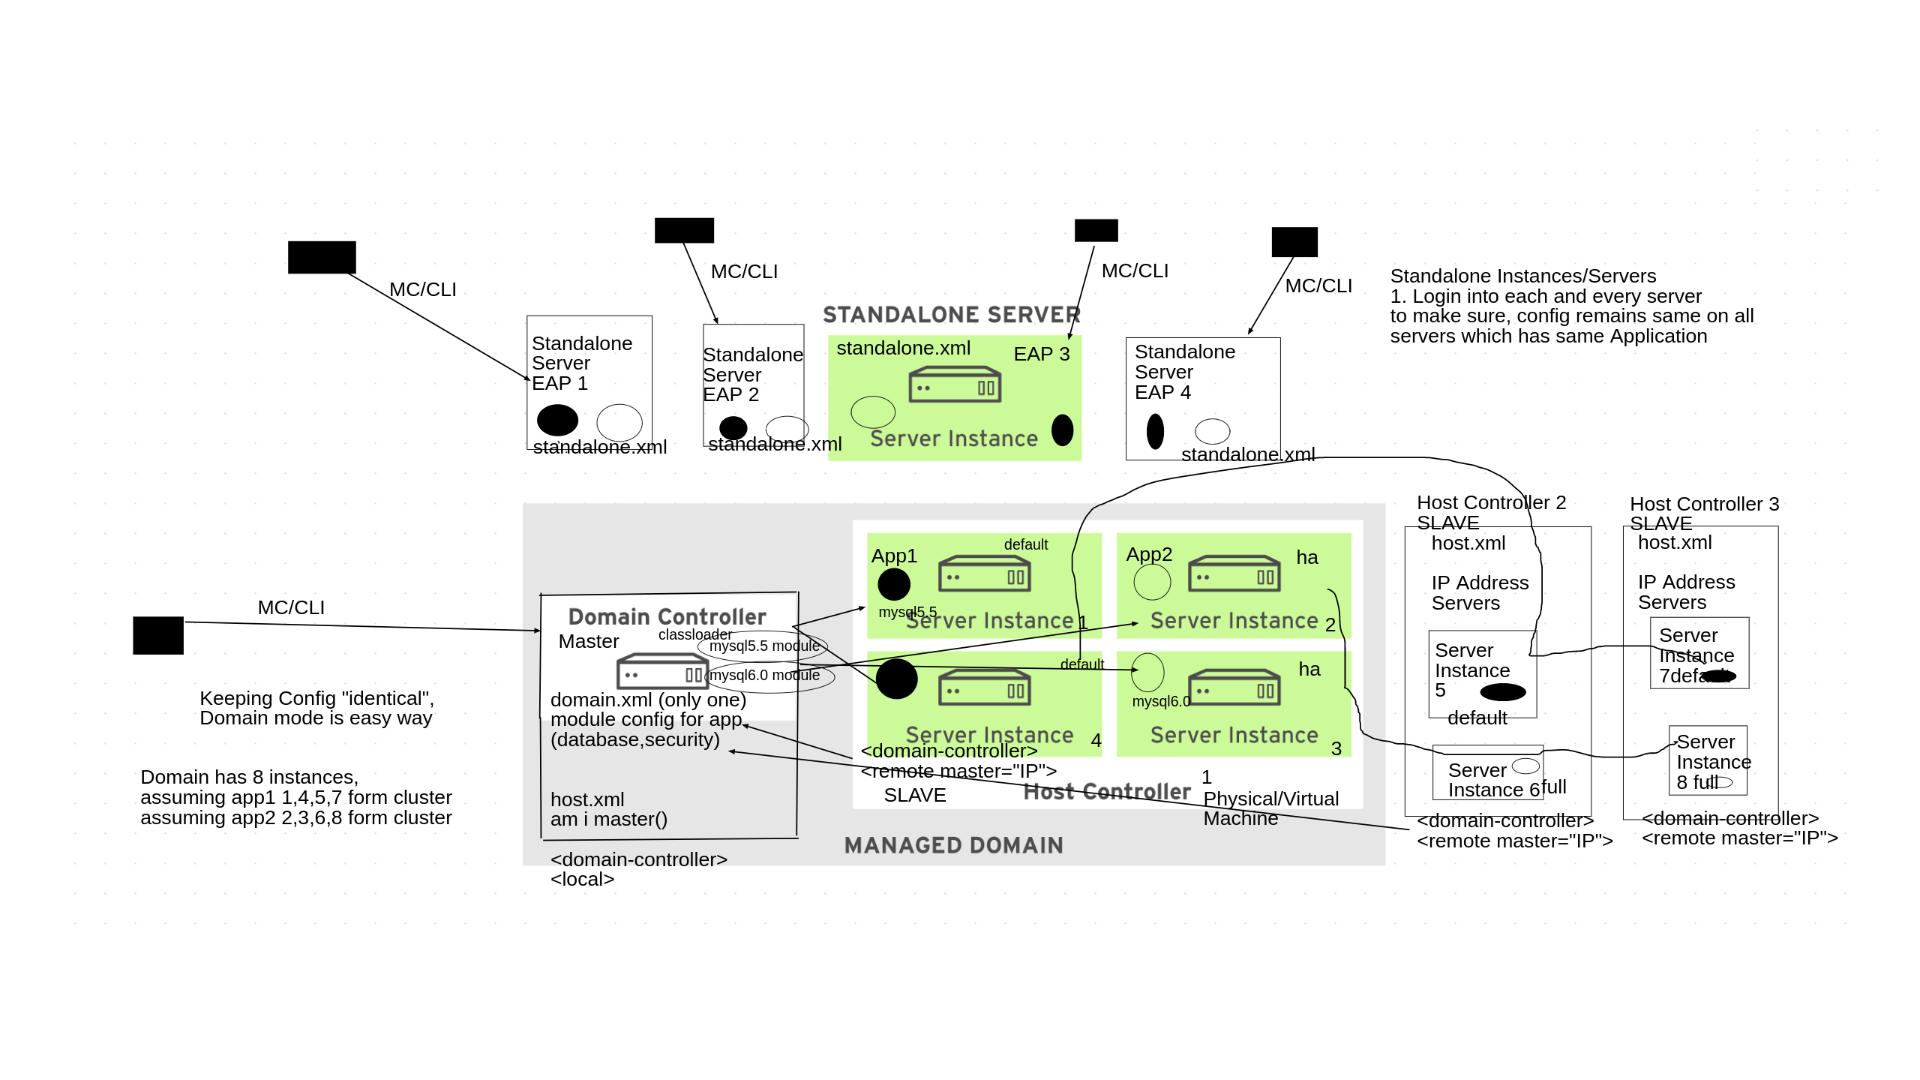 MC/CLI
MC/CLI
MC/CLI
MC/CLI
Standalone Instances/Servers
1. Login into each and every server
to make sure, config remains same on all
servers which has same Application
Standalone
Server
EAP 1
standalone.xml
Standalone
Server
EAP 2
standalone.xml
STANDALONE SERVER
standalone.xml
EAP 3
Server Instance
Standalone
Server
EAP 4
standalone.xml
MC/CLI
Keeping Config "identical",
Domain mode is easy way
Domain has 8 instances,
assuming app1 1,4,5,7 form cluster
assuming app2 2,3,6,8 form cluster
Domain Controller
Master
classloader
mysql5.5 module
mysql6.0 module
domain.xml (only one)
module config for app
(database,security)
host.xml
am i master()
<domain-controller>
<local>
App1
default
mysql5.5
Server Instance 1
App2
ha
Server Instance 2
default
Server Instance 4
ha
mysql6.0
Server Instance 3
<domain-controller>
<remote master="IP">
SLAVE
Host Controller
1
Physical/Virtual
Machine
MANAGED DOMAIN
Host Controller 2
SLAVE
host.xml
IP Address
Servers
Server
Instance
5
default
Server
Instance 6
full
<domain-controller>
<remote master="IP">
Host Controller 3
SLAVE
host.xml
IP Address
Servers
Server
Instance
7default
Server
Instance
8 full
<domain-controller>
<remote master="IP">